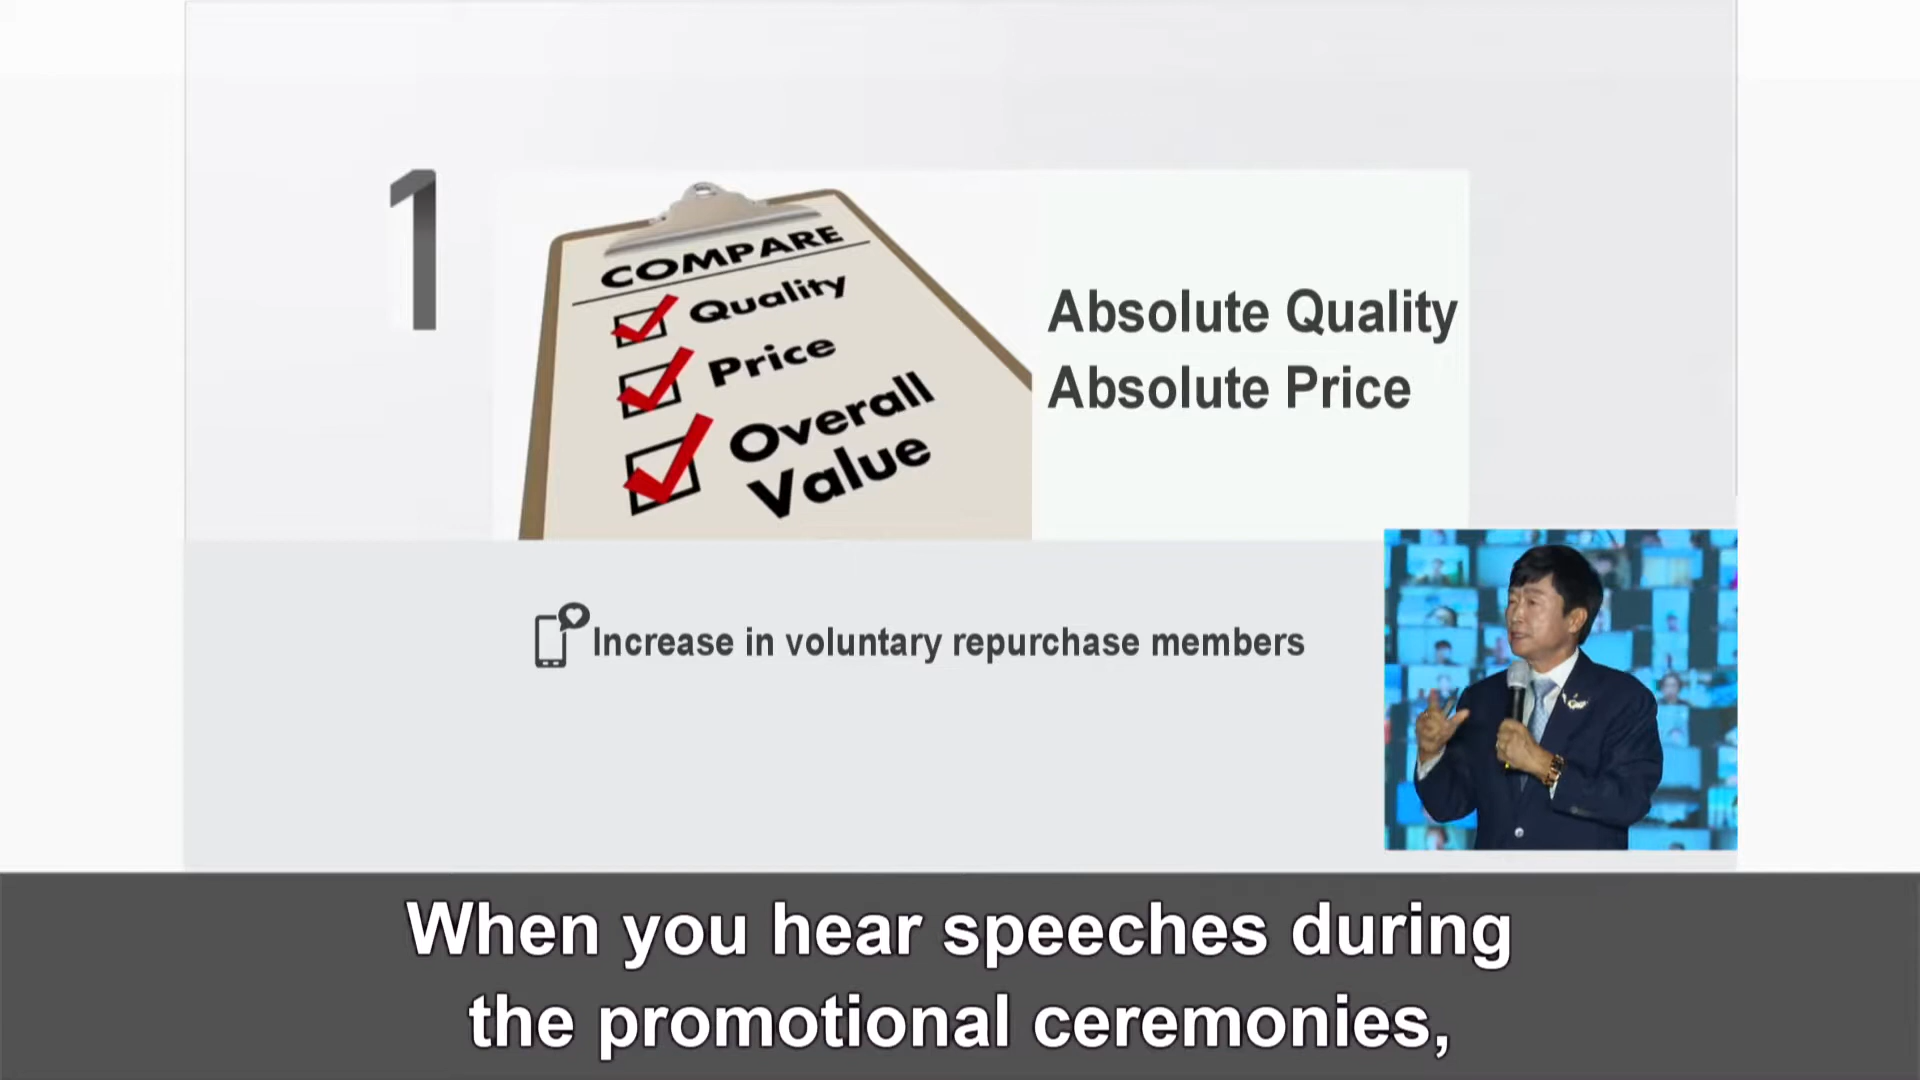 1
COMPARE
Quality
Price
Overall
Value
Absolute Quality
Absolute Price
Increase in voluntary repurchase members
When you hear speeches during
the promotional ceremonies,